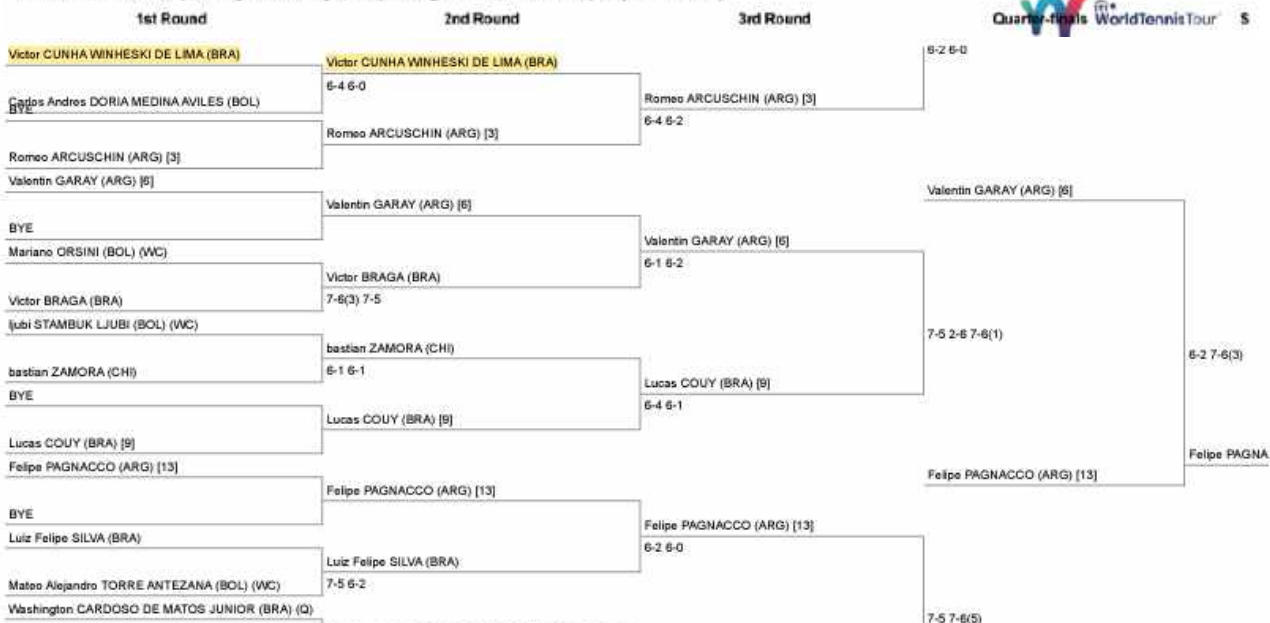 1st Round
2nd Round
3rd Round
Quarter-finals
itf
WorldTennisTour
S
Victor CUNHA WINHESKI DE LIMA (BRA)
Carlos Andres DORIA MEDINA AVILES (BOL)
BYE
Romeo ARCUSCHIN (ARG) [3]
Valentin GARAY (ARG) [6]
BYE
Mariano ORSINI (BOL) (WC)
Victor BRAGA (BRA)
ljubi STAMBUK LJUBI (BOL) (WC)
bastian ZAMORA (CHI)
BYE
Lucas COUY (BRA) [9]
Felipe PAGNACCO (ARG) [13]
BYE
Luiz Felipe SILVA (BRA)
Mateo Alejandro TORRE ANTEZANA (BOL) (WC)
Washington CARDOSO DE MATOS JUNIOR (BRA) (Q)
Victor CUNHA WINHESKI DE LIMA (BRA)
6-4 6-0
Romeo ARCUSCHIN (ARG) [3]
Valentin GARAY (ARG) [6]
Victor BRAGA (BRA)
7-6(3) 7-5
bastian ZAMORA (CHI)
6-1 6-1
Lucas COUY (BRA) [9]
Felipe PAGNACCO (ARG) [13]
Luiz Felipe SILVA (BRA)
7-5 6-2
Romeo ARCUSCHIN (ARG) [3]
6-4 6-2
Valentin GARAY (ARG) [6]
6-1 6-2
Lucas COUY (BRA) [9]
6-4 6-1
Felipe PAGNACCO (ARG) [13]
6-2 6-0
6-2 6-0
Valentin GARAY (ARG) [6]
7-5 2-6 7-6(1)
Felipe PAGNACCO (ARG) [13]
7-5 7-6(5)
6-2 7-6(3)
Felipe PAGNA